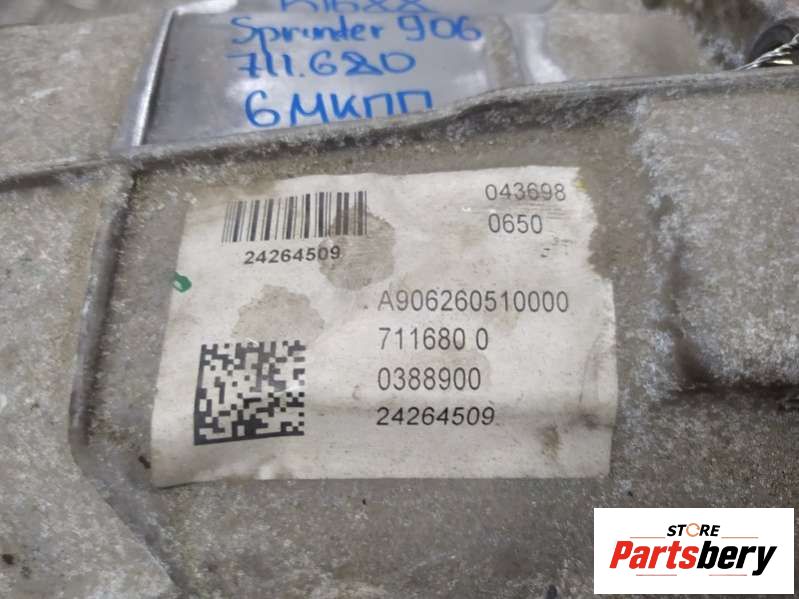 Sprinter 906
711.680
6МКПП
043698
0650
24264509
A906260510000
711680 0
0388900
24264509
STORE
Partsbery